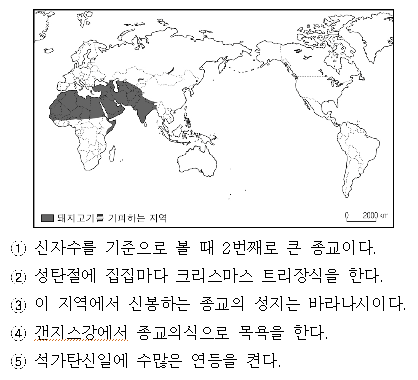 돼지고기를 기피하는 지역
0 2000 km
① 신자수를 기준으로 볼 때 2번째로 큰 종교이다.
② 성탄절에 집집마다 크리스마스 트리장식을 한다.
③ 이 지역에서 신봉하는 종교의 성지는 바라나시이다.
④ 갠지스강에서 종교의식으로 목욕을 한다.
⑤ 석가탄신일에 수많은 연등을 켠다.